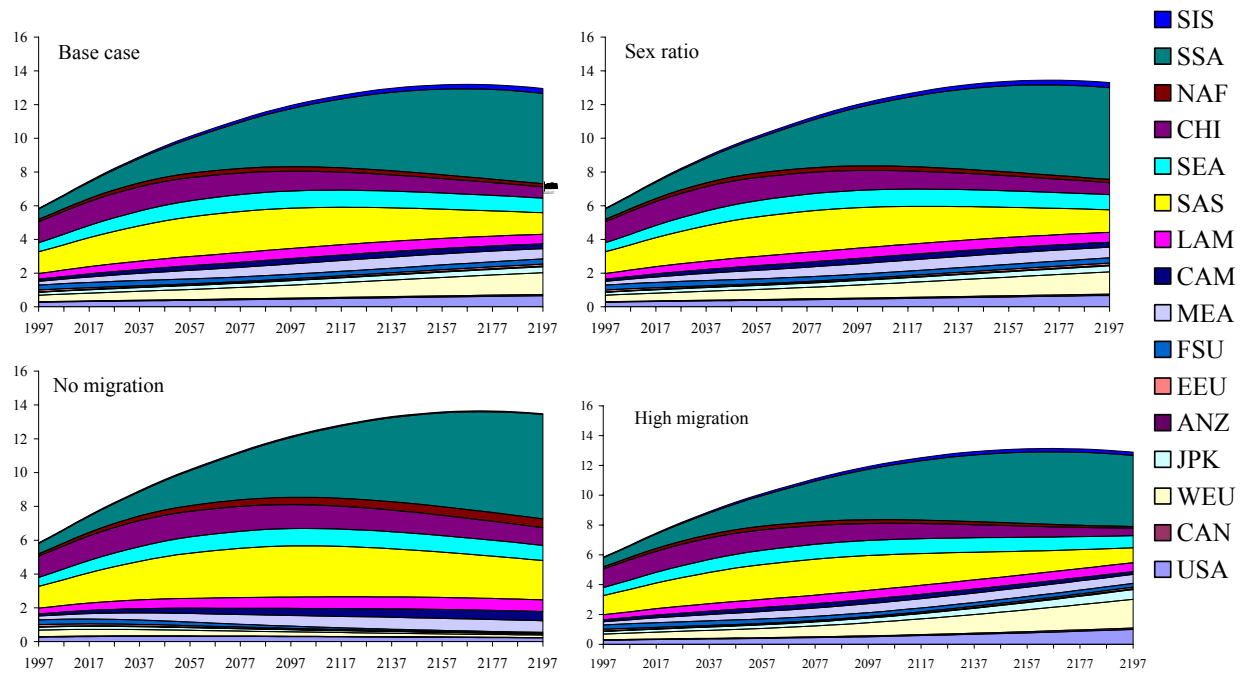 Base case
16
14
12
10
8
6
4
2
0
1997 2017 2037 2057 2077 2097 2117 2137 2157 2177 2197
Sex ratio
16
14
12
10
8
6
4
2
0
1997 2017 2037 2057 2077 2097 2117 2137 2157 2177 2197
No migration
16
14
12
10
8
6
4
2
0
1997 2017 2037 2057 2077 2097 2117 2137 2157 2177 2197
High migration
16
14
12
10
8
6
4
2
0
1997 2017 2037 2057 2077 2097 2117 2137 2157 2177 2197
SIS
SSA
NAF
CHI
SEA
SAS
LAM
CAM
MEA
FSU
EEU
ANZ
JPK
WEU
CAN
USA